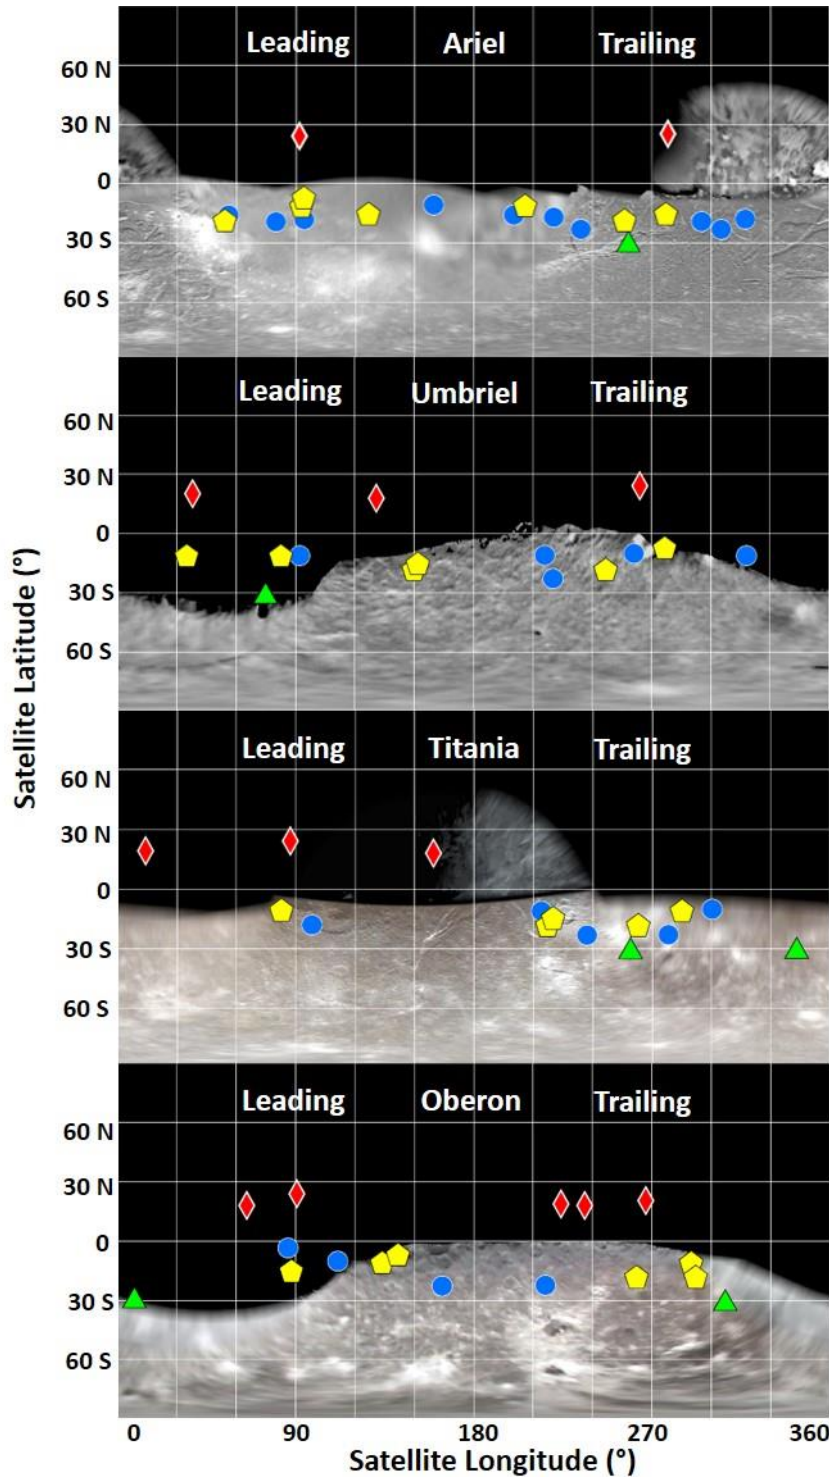 Leading Ariel Trailing
60 N
30 N
0
30 S
60 S
Leading Umbriel Trailing
60 N
30 N
0
30 S
60 S
Leading Titania Trailing
60 N
30 N
0
30 S
60 S
Leading Oberon Trailing
60 N
30 N
0
30 S
60 S
0 90 180 270 360
Satellite Longitude (°)
Satellite Latitude (°)